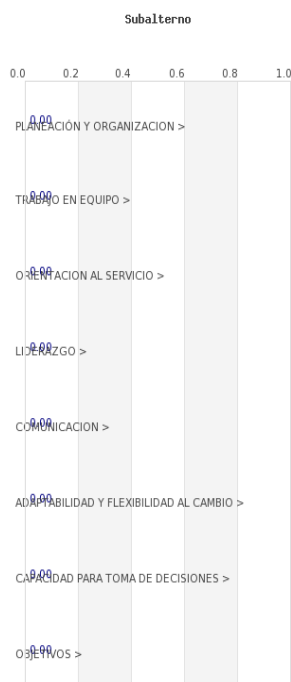 Subalterno
0.0 0.2 0.4 0.6 0.8 1.0
0.00
PLANEACIÓN Y ORGANIZACION >
0.00
TRABAJO EN EQUIPO >
0.00
ORIENTACION AL SERVICIO >
0.00
LIDERAZGO >
0.00
COMUNICACION >
0.00
ADAPTABILIDAD Y FLEXIBILIDAD AL CAMBIO >
0.00
CAPACIDAD PARA TOMA DE DECISIONES >
0.00
OBJETIVOS >